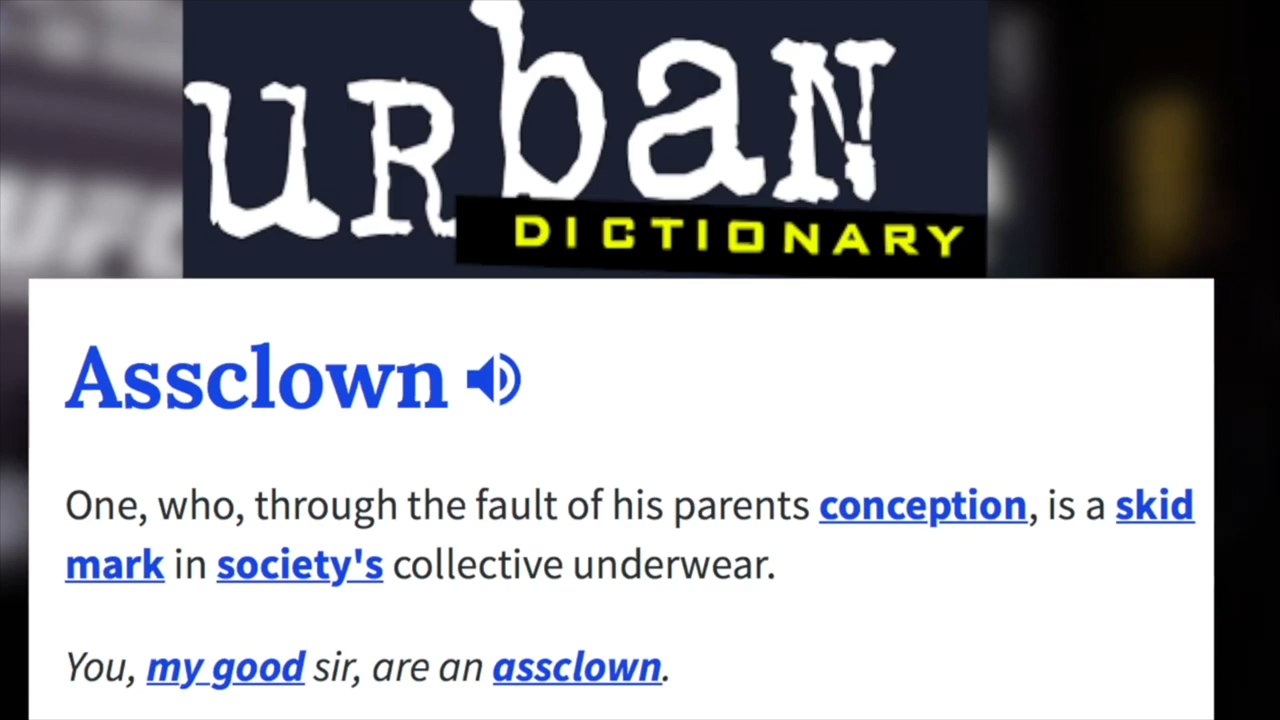 urban
DICTIONARY
Assclown
One, who, through the fault of his parents conception, is a skid
mark in society's collective underwear.
You, my good sir, are an assclown.